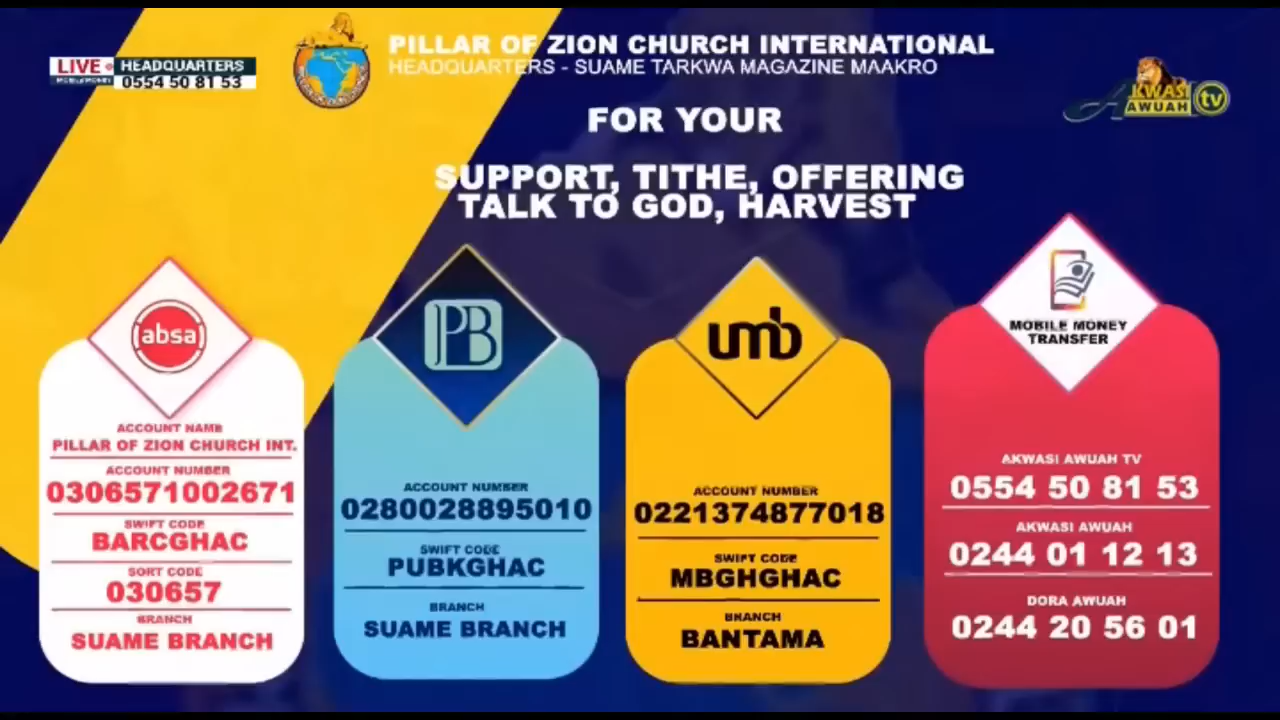 LIVE
HEADQUARTERS
MOBILE MONEY
0554 50 81 53
PILLAR OF ZION CHURCH INTERNATIONAL
HEADQUARTERS - SUAME TARKWA MAGAZINE MAAKRO
AKWASI
AWUAH
tv
FOR YOUR
SUPPORT, TITHE, OFFERING
TALK TO GOD, HARVEST
absa
ACCOUNT NAME
PILLAR OF ZION CHURCH INT.
ACCOUNT NUMBER
0306571002671
SWIFT CODE
BARCGHAC
SORT CODE
030657
BRANCH
SUAME BRANCH
PB
ACCOUNT NUMBER
0280028895010
SWIFT CODE
PUBKGHAC
BRANCH
SUAME BRANCH
umb
ACCOUNT NUMBER
0221374877018
SWIFT CODE
MBGHGHAC
BRANCH
BANTAMA
MOBILE MONEY
TRANSFER
AKWASI AWUAH TV
0554 50 81 53
AKWASI AWUAH
0244 01 12 13
DORA AWUAH
0244 20 56 01